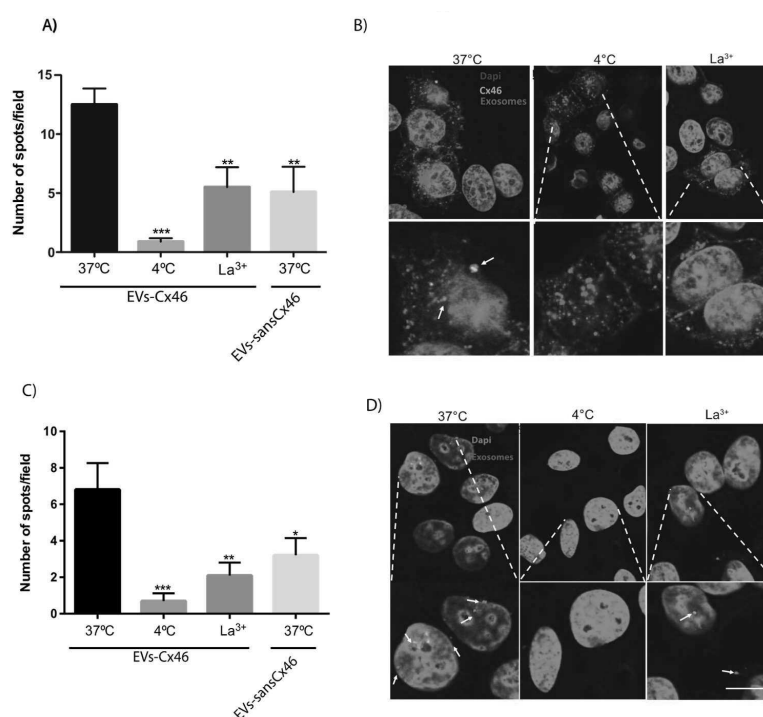 A)
Number of spots/field
15
10
5
0
***
**
**
37ºC
4ºC
La3+
37ºC
EVs-Cx46
EVs-sansCx46
B)
37°C
4°C
La3+
Dapi
Cx46
Exosomes
C)
Number of spots/field
10
8
6
4
2
0
***
**
*
37ºC
4ºC
La3+
37ºC
EVs-Cx46
EVs-sansCx46
D)
37°C
4°C
La3+
Dapi
Exosomes